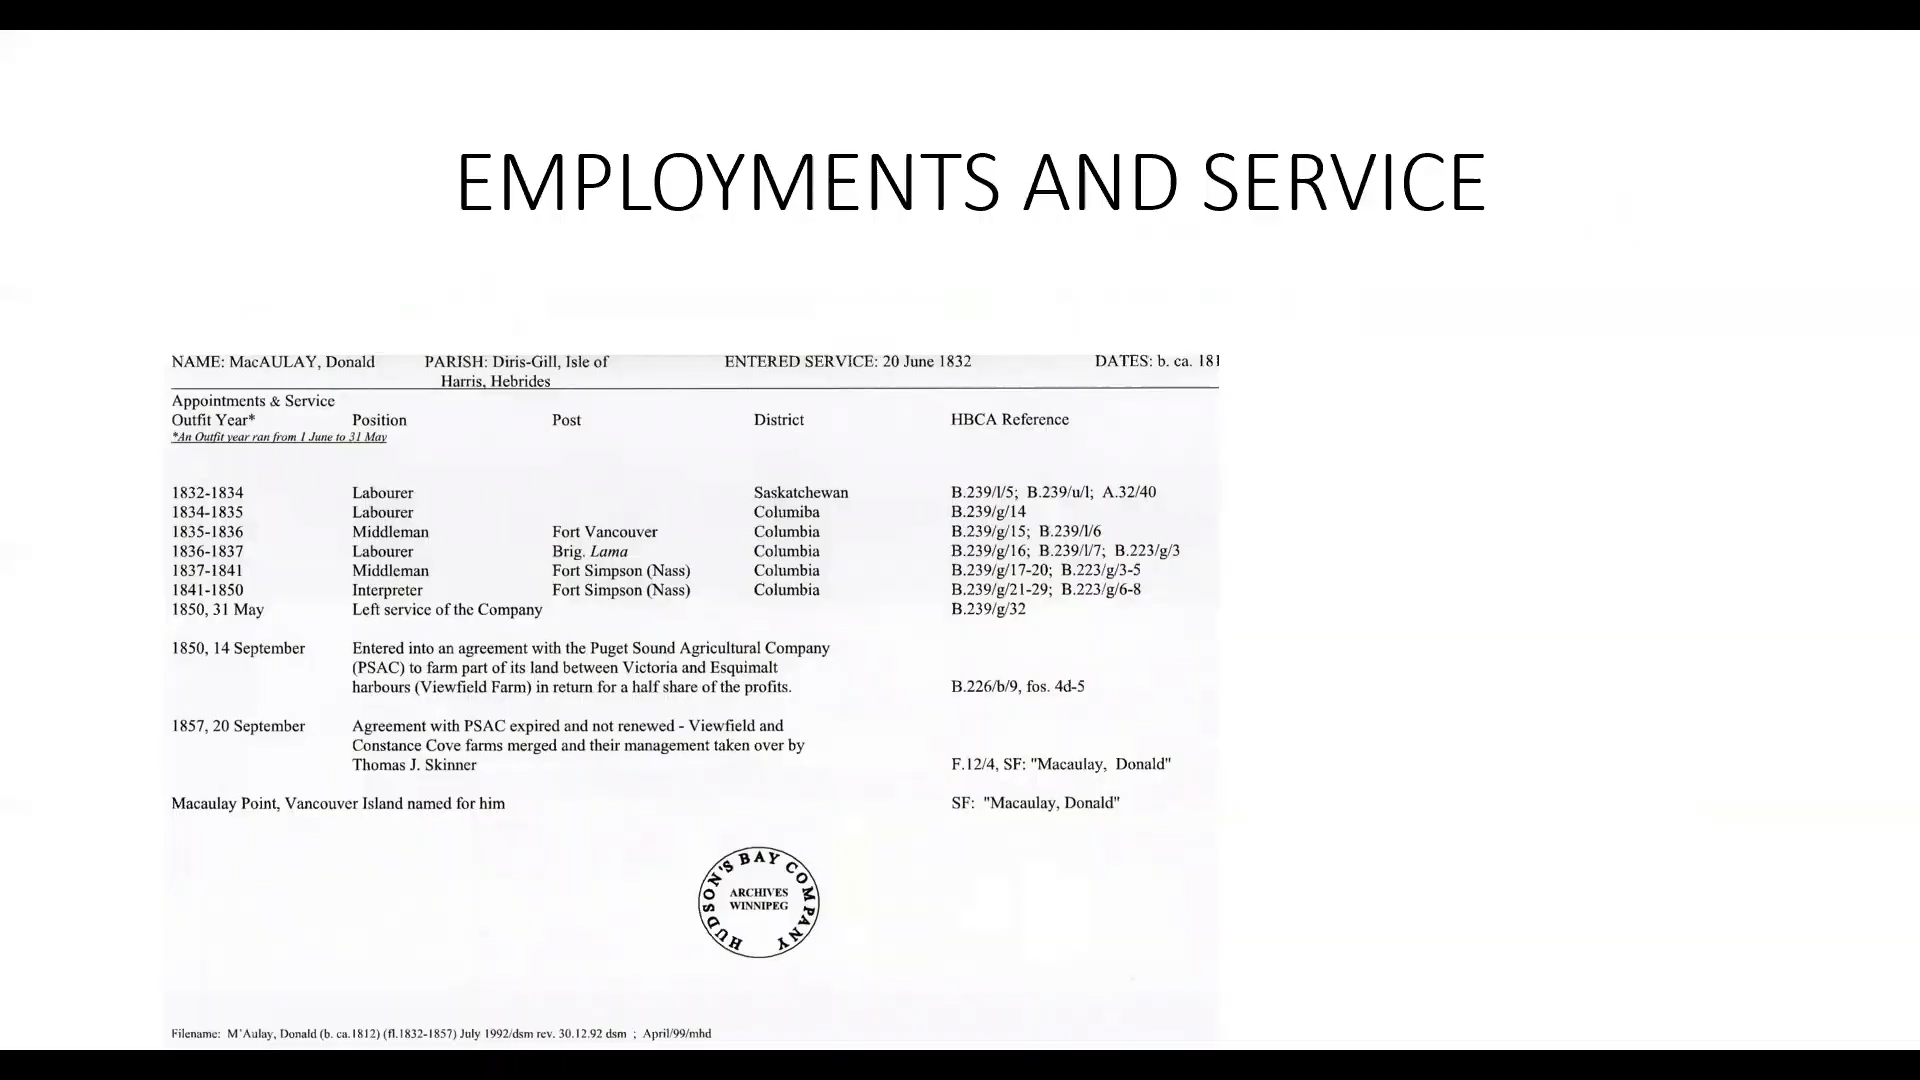 EMPLOYMENTS AND SERVICE
NAME: MacAULAY, Donald PARISH: Diris-Gill, Isle of Harris, Hebrides ENTERED SERVICE: 20 June 1832 DATES: b. ca. 181
Appointments & Service
Outfit Year* Position Post District HBCA Reference
*An Outfit year ran from 1 June to 31 May
1832-1834 Labourer Saskatchewan B.239/l/5; B.239/u/l; A.32/40
1834-1835 Labourer Columiba B.239/g/14
1835-1836 Middleman Fort Vancouver Columbia B.239/g/15; B.239/l/6
1836-1837 Labourer Brig. Lama Columbia B.239/g/16; B.239/l/7; B.223/g/3
1837-1841 Middleman Fort Simpson (Nass) Columbia B.239/g/17-20; B.223/g/3-5
1841-1850 Interpreter Fort Simpson (Nass) Columbia B.239/g/21-29; B.223/g/6-8
1850, 31 May Left service of the Company B.239/g/32
1850, 14 September Entered into an agreement with the Puget Sound Agricultural Company
(PSAC) to farm part of its land between Victoria and Esquimalt
harbours (Viewfield Farm) in return for a half share of the profits. B.226/b/9, fos. 4d-5
1857, 20 September Agreement with PSAC expired and not renewed - Viewfield and
Constance Cove farms merged and their management taken over by
Thomas J. Skinner F.12/4, SF: "Macaulay, Donald"
Macaulay Point, Vancouver Island named for him SF: "Macaulay, Donald"
HUDSON'S BAY COMPANY
ARCHIVES
WINNIPEG
Filename: M'Aulay, Donald (b. ca.1812) (fl.1832-1857) July 1992/dsm rev. 30.12.92 dsm ; April/99/mhd